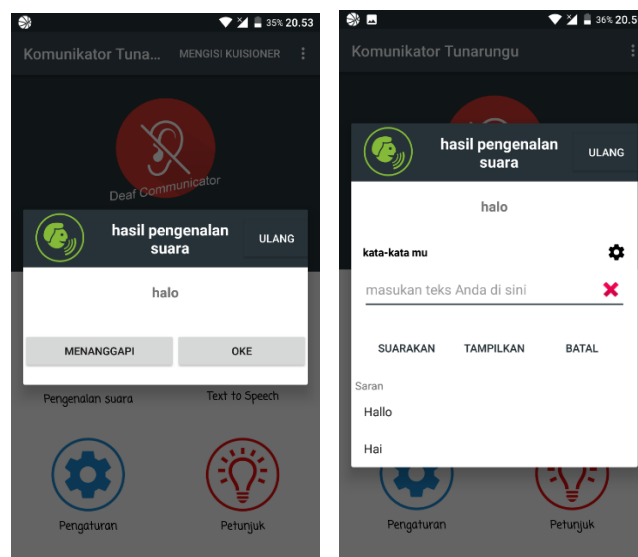 35% 20.53
Komunikator Tuna... MENGISI KUISIONER
Deaf Communicator
hasil pengenalan
suara
ULANG
halo
MENANGGAPI OKE
Pengenalan suara Text to Speech
Pengaturan Petunjuk
36% 20.5
Komunikator Tunarungu
hasil pengenalan
suara
ULANG
halo
kata-kata mu
masukan teks Anda di sini
SUARAKAN TAMPILKAN BATAL
Saran
Hallo
Hai
Pengaturan Petunjuk